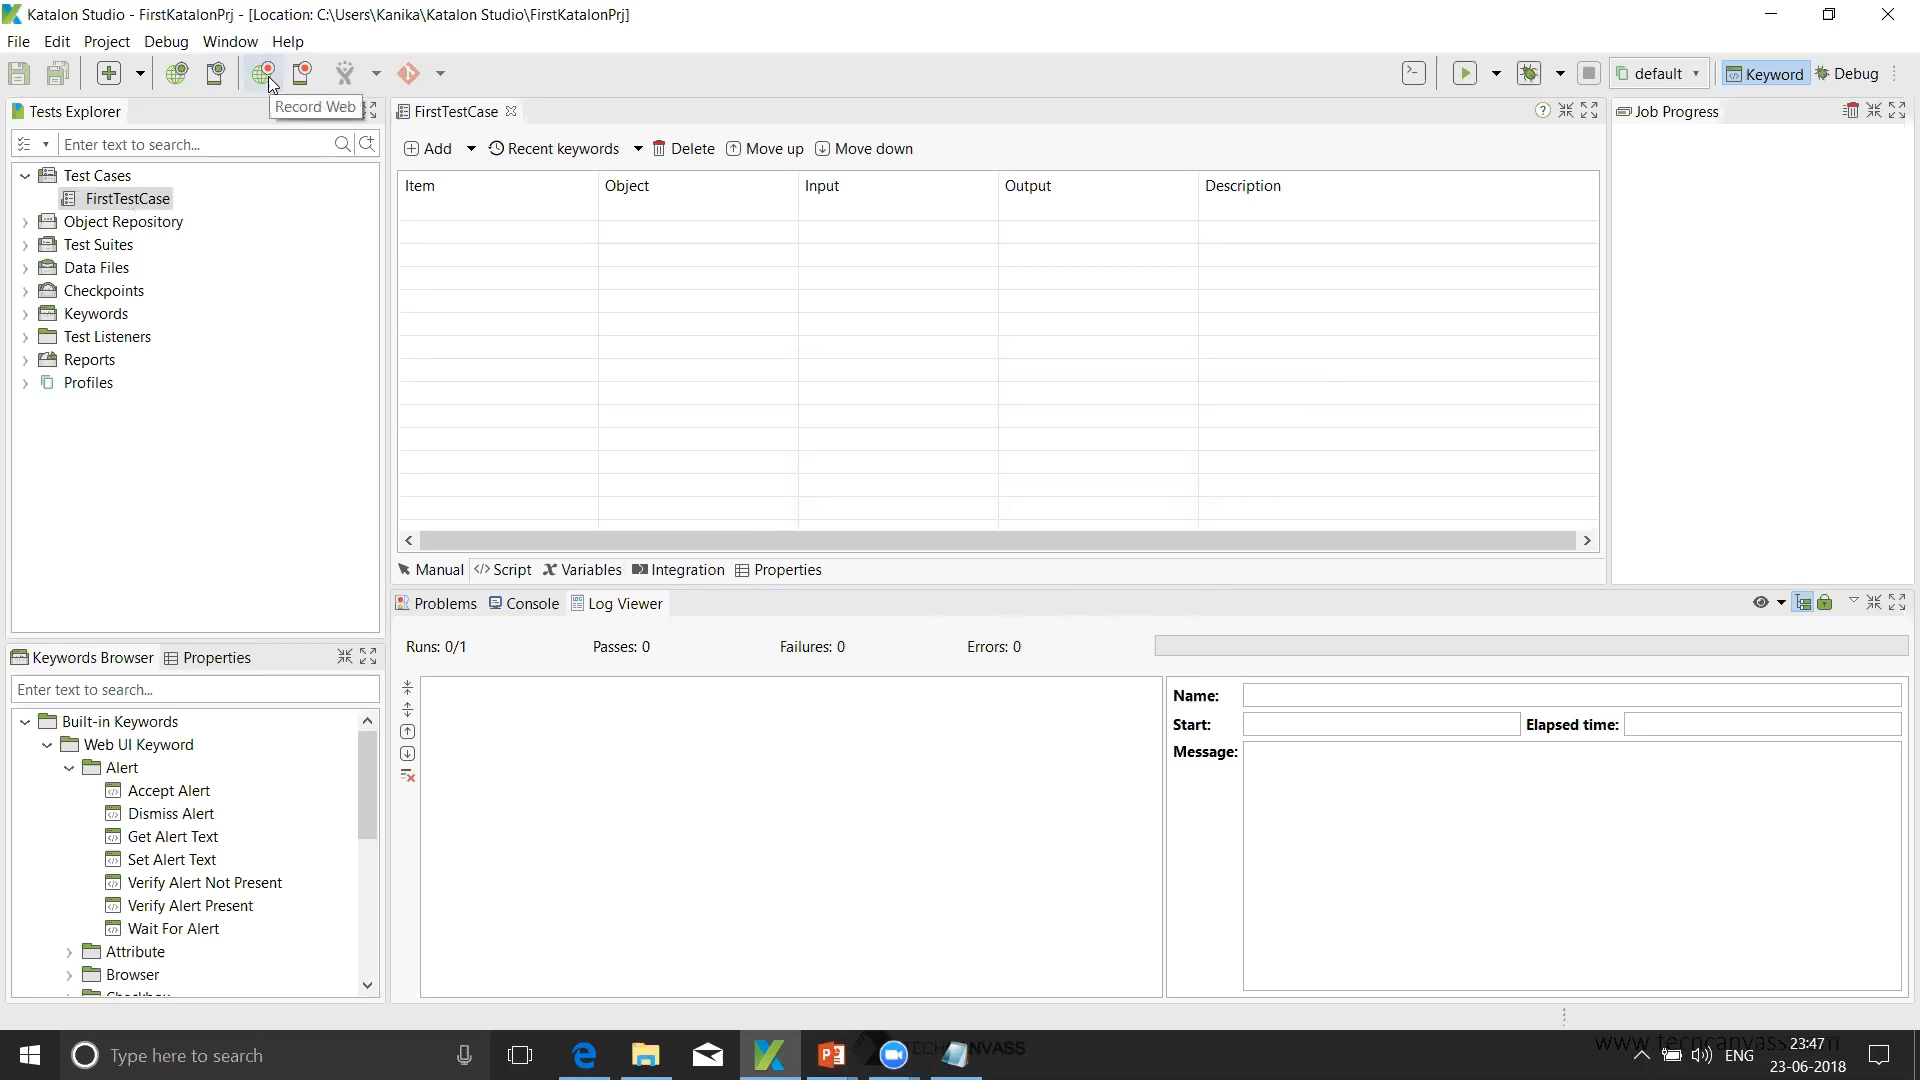 Katalon Studio - FirstKatalonPrj - [Location: C:\Users\Kanika\Katalon Studio\FirstKatalonPrj]
File Edit Project Debug Window Help
default Keyword Debug
Record Web
Tests Explorer
Enter text to search...
Test Cases
FirstTestCase
Object Repository
Test Suites
Data Files
Checkpoints
Keywords
Test Listeners
Reports
Profiles
FirstTestCase
Add Recent keywords Delete Move up Move down
Item Object Input Output Description
Manual Script Variables Integration Properties
Job Progress
Keywords Browser Properties
Enter text to search...
Built-in Keywords
Web UI Keyword
Alert
Accept Alert
Dismiss Alert
Get Alert Text
Set Alert Text
Verify Alert Not Present
Verify Alert Present
Wait For Alert
Attribute
Browser
Problems Console Log Viewer
Runs: 0/1 Passes: 0 Failures: 0 Errors: 0
Name:
Start: Elapsed time:
Message:
Type here to search
ENG
23:47
23-06-2018